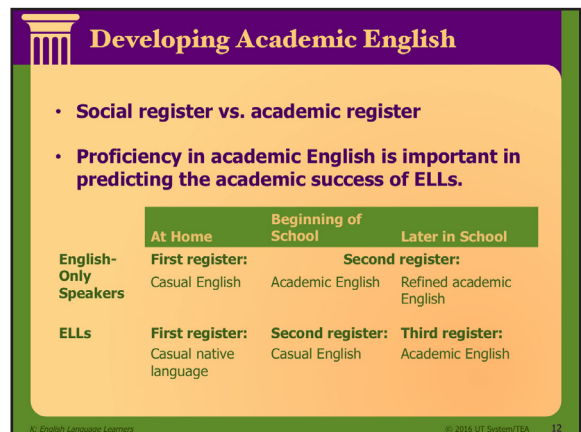 Developing Academic English
• Social register vs. academic register
• Proficiency in academic English is important in
predicting the academic success of ELLs.
At Home
Beginning of
School
Later in School
English-
Only
Speakers
First register:
Casual English
Second register:
Academic English
Refined academic
English
ELLs
First register:
Casual native
language
Second register:
Casual English
Third register:
Academic English
K: English Language Learners
© 2016 UT System/TEA
12